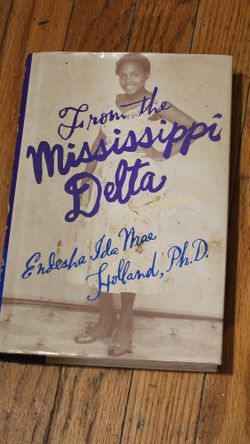 From the
Mississippi
Delta
Endesha Ida Mae
Holland, Ph.D.